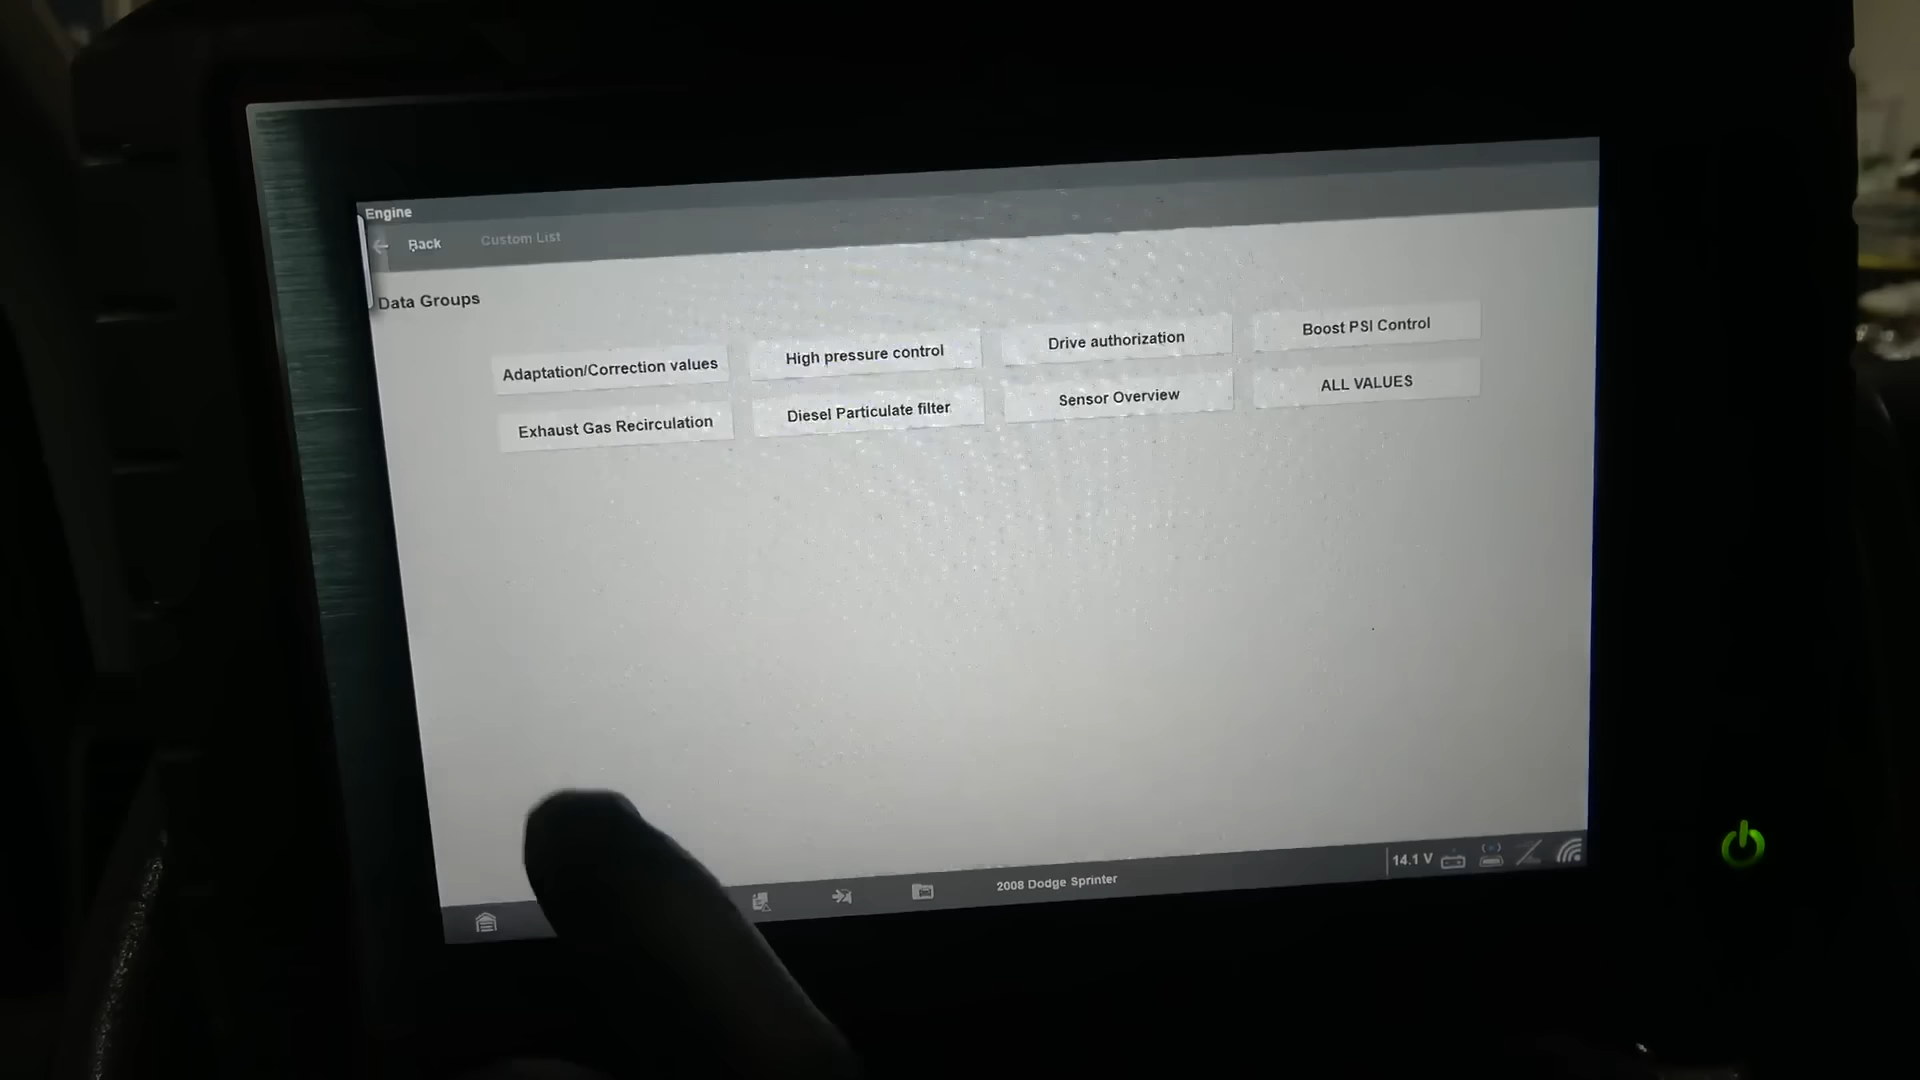 Engine
Back Custom List
Data Groups
Adaptation/Correction values High pressure control Drive authorization Boost PSI Control
Exhaust Gas Recirculation Diesel Particulate filter Sensor Overview ALL VALUES
2008 Dodge Sprinter 14.1 V